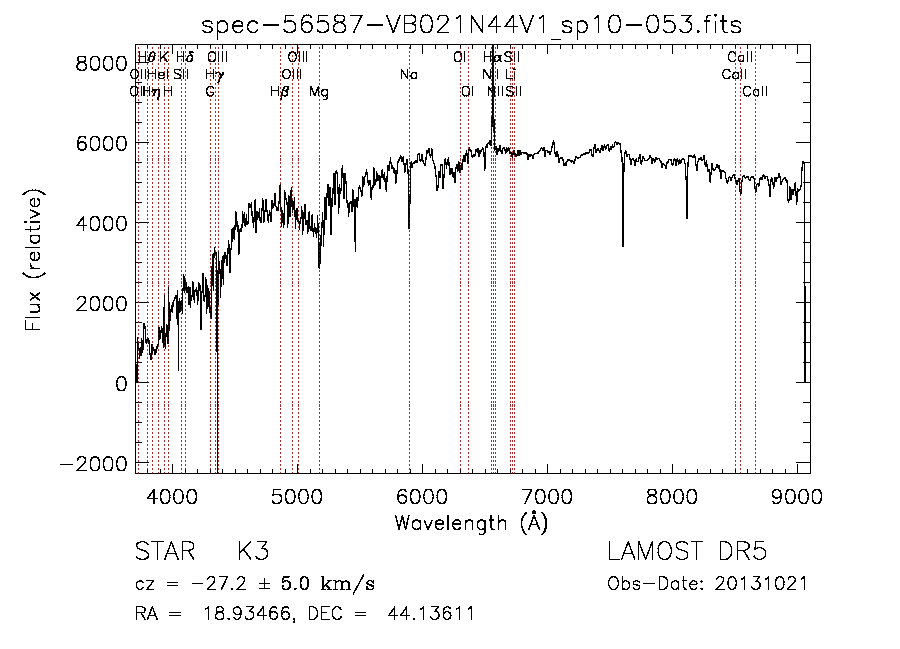 spec-56587-VB021N44V1_sp10-053.fits
Hθ K Hδ OIII OIII OI Hα SII CaII
OII HeI SII Hγ OIII Na NII Li CaII
OII Hη H G Hβ Mg OI NII SII CaII
8000
6000
4000
2000
0
−2000
Flux (relative)
4000 5000 6000 7000 8000 9000
Wavelength (Å)
STAR K3 LAMOST DR5
cz = −27.2 ± 5.0 km/s Obs−Date: 20131021
RA = 18.93466, DEC = 44.13611